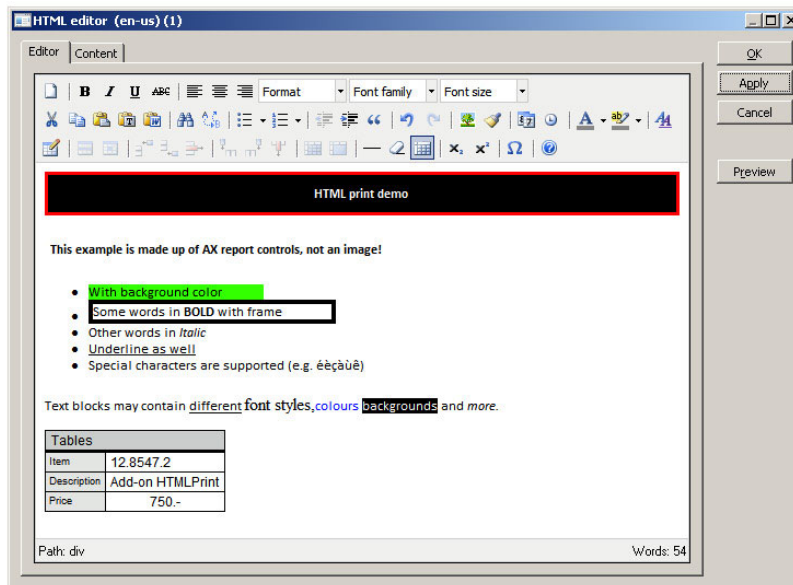 HTML editor (en-us) (1)
Editor
Content
OK
Apply
Cancel
Preview
B I U ABC Format Font family Font size
HTML print demo
This example is made up of AX report controls, not an image!
With background color
Some words in BOLD with frame
Other words in Italic
Underline as well
Special characters are supported (e.g. éèçàùê)
Text blocks may contain different font styles,colours backgrounds and more.
Tables
Item 12.8547.2
Description Add-on HTMLPrint
Price 750.-
Path: div
Words: 54